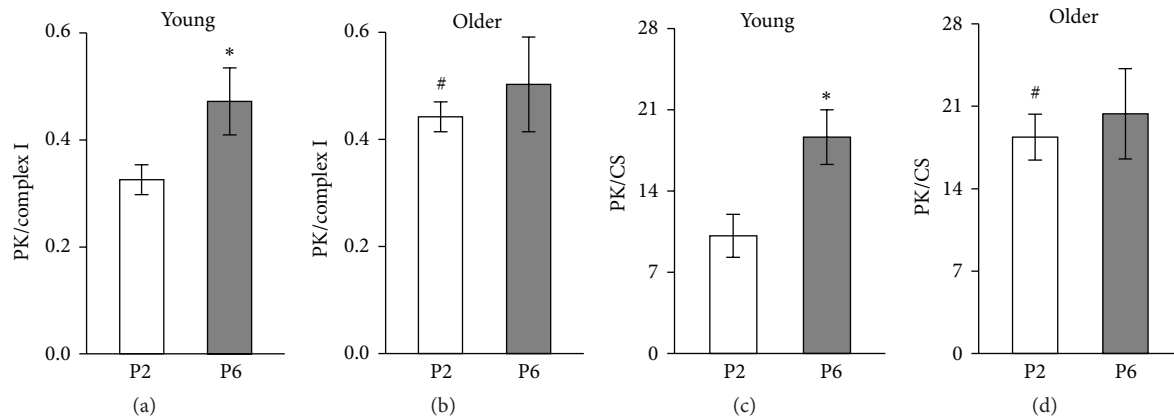 Young
PK/complex I
0.6
0.4
0.2
0.0
*
P2 P6
(a)
Older
PK/complex I
0.6
0.4
0.2
0.0
#
P2 P6
(b)
Young
PK/CS
28
21
14
7
0
*
P2 P6
(c)
Older
PK/CS
28
21
14
7
0
#
P2 P6
(d)